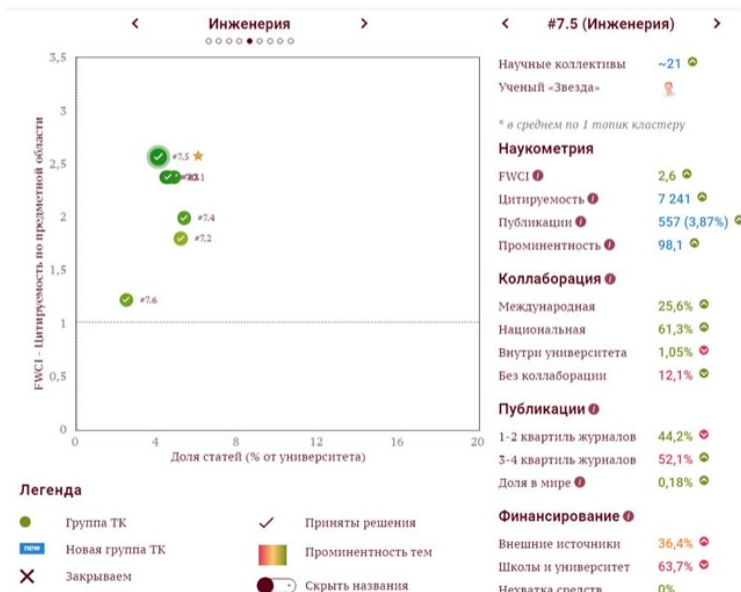 Инженерия
#7.5 (Инженерия)
FWCI - Цитируемость по предметной области
3,5
3
2,5
2
1,5
1
0,5
0
0 4 8 12 16 20
Доля статей (% от университета)
#7.5
#7.4
#7.2
#7.6
Легенда
Группа ТК
new Новая группа ТК
Закрываем
Приняты решения
Проминентность тем
Скрыть названия
Научные коллективы ~21
Ученый «Звезда»
* в среднем по 1 топик кластеру
Наукометрия
FWCI 2,6
Цитируемость 7 241
Публикации 557 (3,87%)
Проминентность 98,1
Коллаборация
Международная 25,6%
Национальная 61,3%
Внутри университета 1,05%
Без коллаборации 12,1%
Публикации
1-2 квартиль журналов 44,2%
3-4 квартиль журналов 52,1%
Доля в мире 0,18%
Финансирование
Внешние источники 36,4%
Школы и университет 63,7%
Нехватка средств 0%